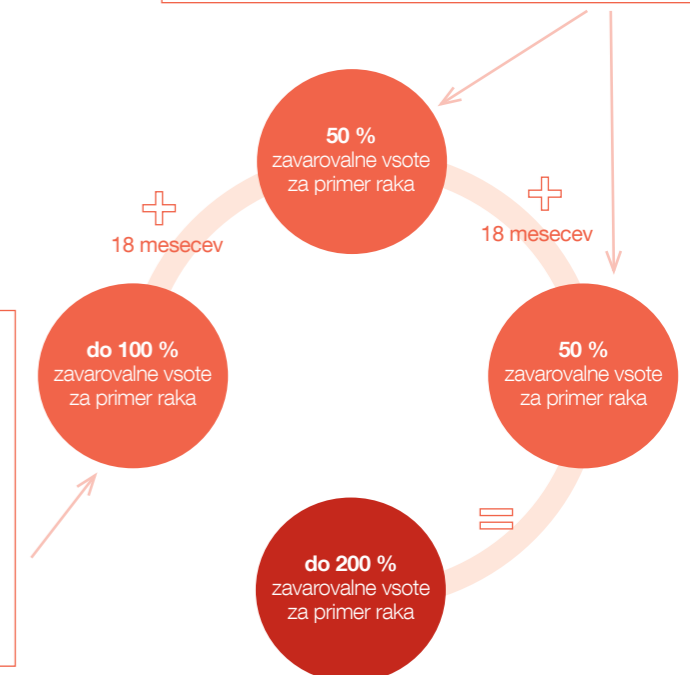 50 %
zavarovalne vsote
za primer raka
18 mesecev
18 mesecev
do 100 %
zavarovalne vsote
za primer raka
50 %
zavarovalne vsote
za primer raka
do 200 %
zavarovalne vsote
za primer raka